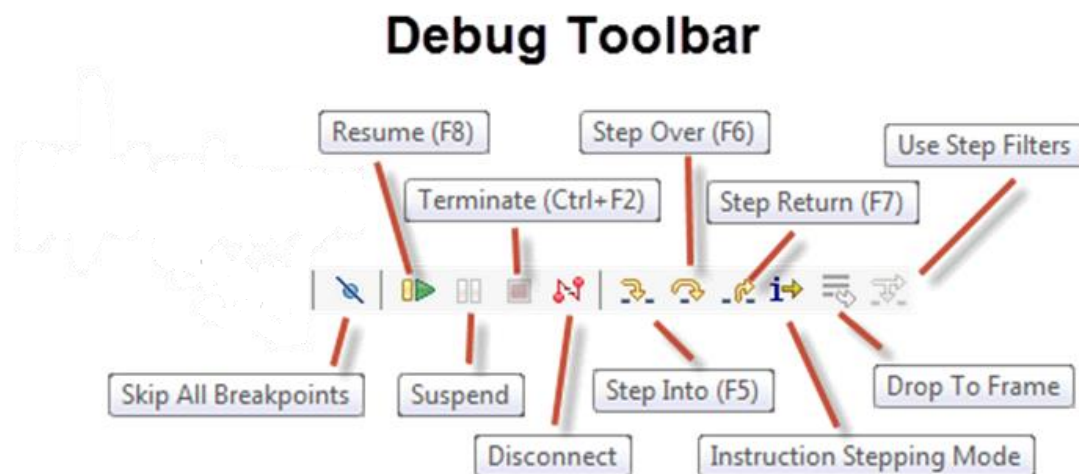 Debug Toolbar
Resume (F8)
Step Over (F6)
Use Step Filters
Terminate (Ctrl+F2)
Step Return (F7)
i
Skip All Breakpoints
Suspend
Step Into (F5)
Drop To Frame
Disconnect
Instruction Stepping Mode